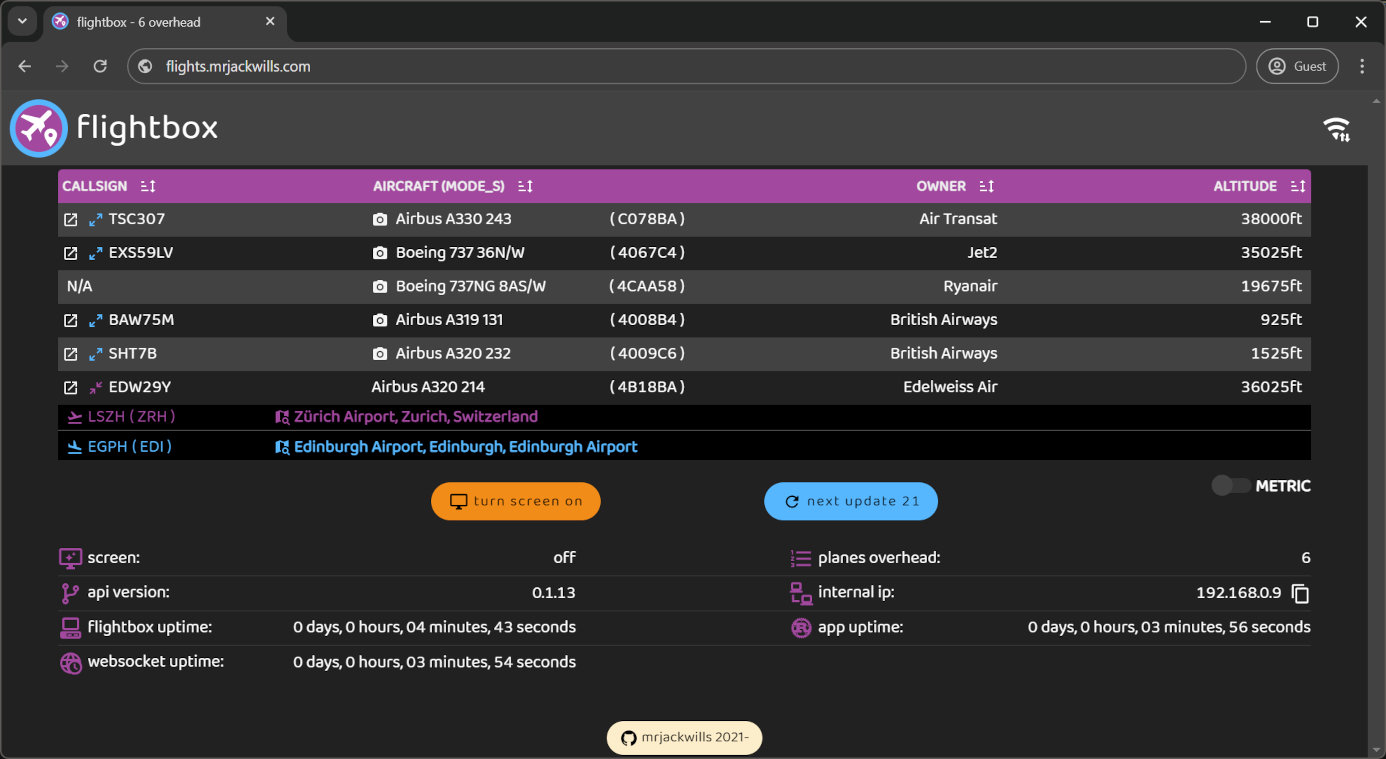 flightbox - 6 overhead
flights.mrjackwills.com
Guest
flightbox
CALLSIGN AIRCRAFT (MODE_S) OWNER ALTITUDE
TSC307 Airbus A330 243 ( C078BA ) Air Transat 38000ft
EXS59LV Boeing 737 36N/W ( 4067C4 ) Jet2 35025ft
N/A Boeing 737NG 8AS/W ( 4CAA58 ) Ryanair 19675ft
BAW75M Airbus A319 131 ( 4008B4 ) British Airways 925ft
SHT7B Airbus A320 232 ( 4009C6 ) British Airways 1525ft
EDW29Y Airbus A320 214 ( 4B18BA ) Edelweiss Air 36025ft
LSZH ( ZRH ) Zürich Airport, Zurich, Switzerland
EGPH ( EDI ) Edinburgh Airport, Edinburgh, Edinburgh Airport
METRIC
turn screen on next update 21
screen: off planes overhead: 6
api version: 0.1.13 internal ip: 192.168.0.9
flightbox uptime: 0 days, 0 hours, 04 minutes, 43 seconds app uptime: 0 days, 0 hours, 03 minutes, 56 seconds
websocket uptime: 0 days, 0 hours, 03 minutes, 54 seconds
mrjackwills 2021-